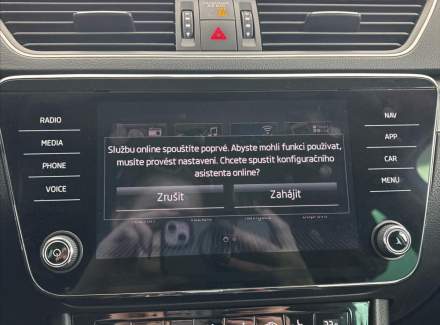 RADIO
MEDIA
PHONE
VOICE
Službu online spouštíte poprvé. Abyste mohli funkci používat,
musíte provést nastavení. Chcete spustit konfiguračního
asistenta online?
Zrušit
Zahájit
NAV
APP
CAR
MENU